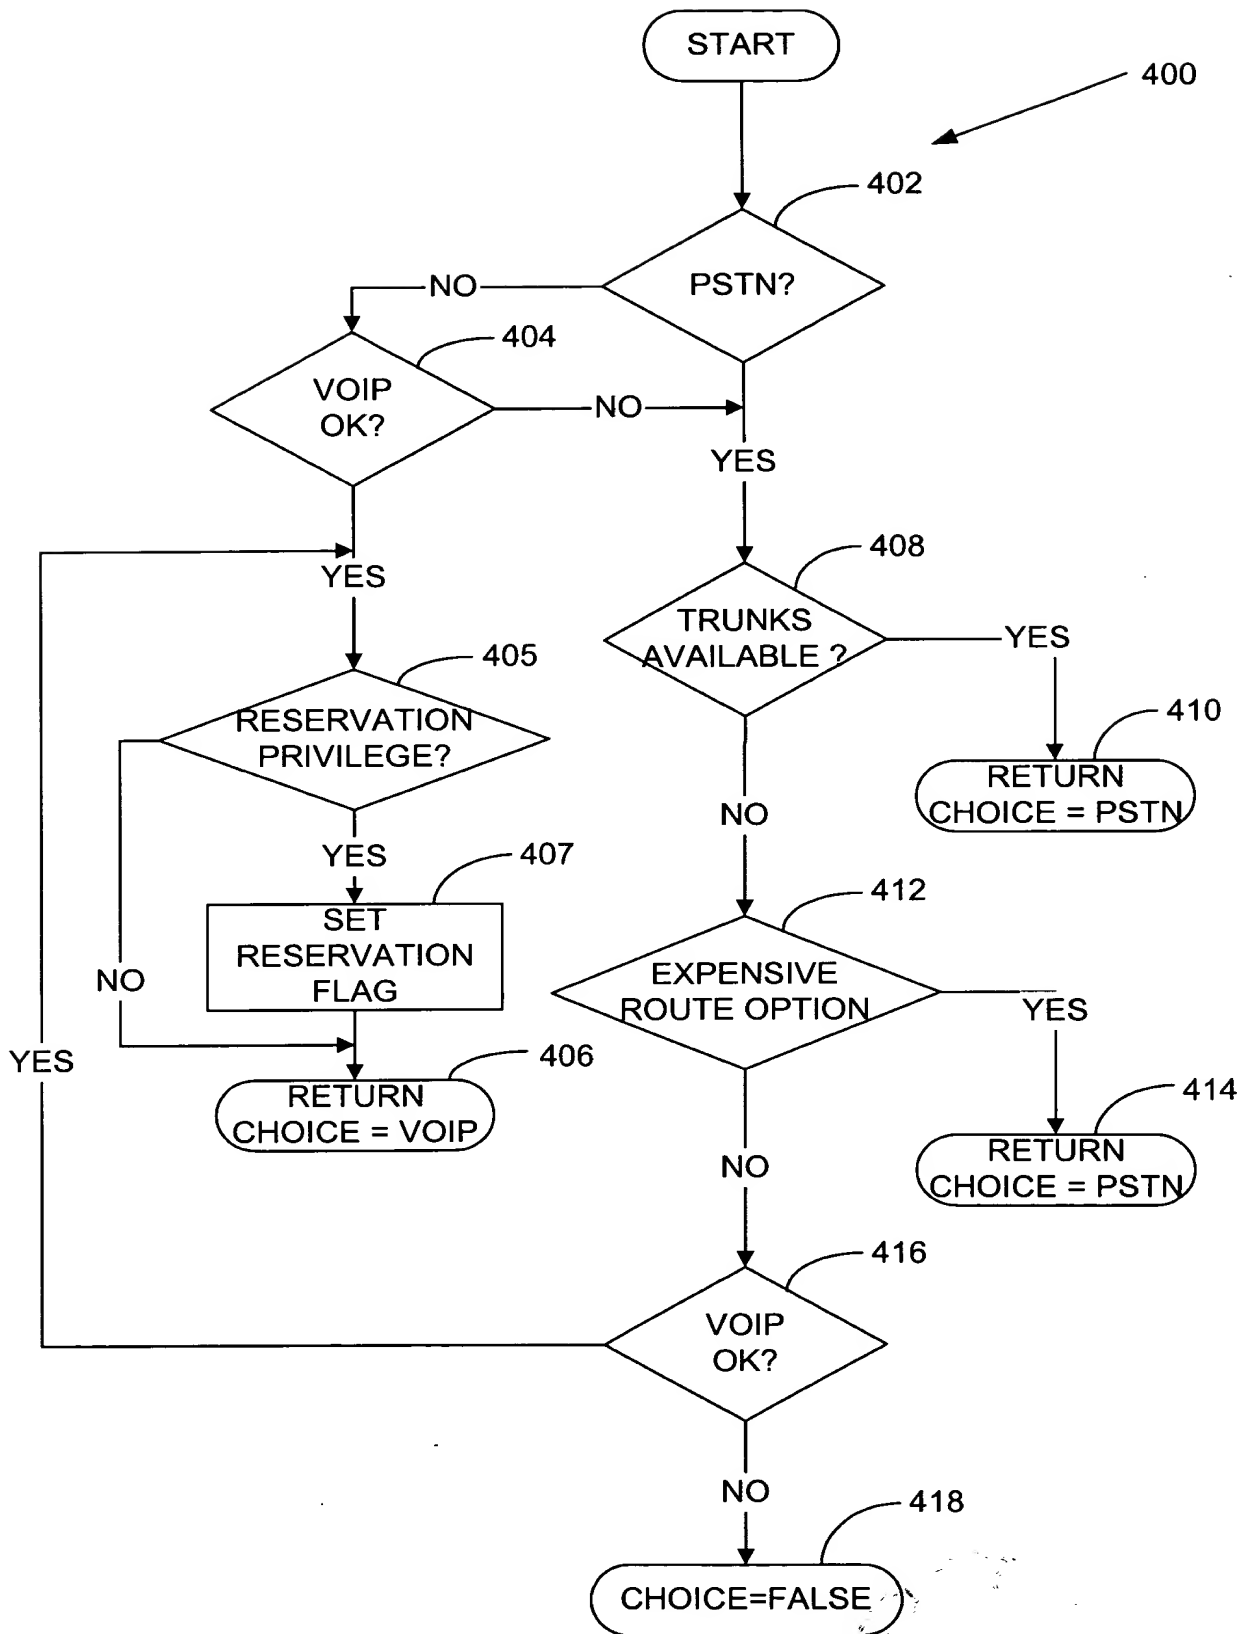 START
400
402
PSTN?
NO
404
VOIP
OK?
NO
YES
408
YES
TRUNKS
AVAILABLE ?
YES
405
RESERVATION
PRIVILEGE?
410
RETURN
CHOICE = PSTN
NO
YES
407
412
SET
RESERVATION
FLAG
NO
EXPENSIVE
ROUTE OPTION
YES
YES
406
RETURN
CHOICE = VOIP
414
RETURN
CHOICE = PSTN
NO
416
VOIP
OK?
NO
418
CHOICE=FALSE